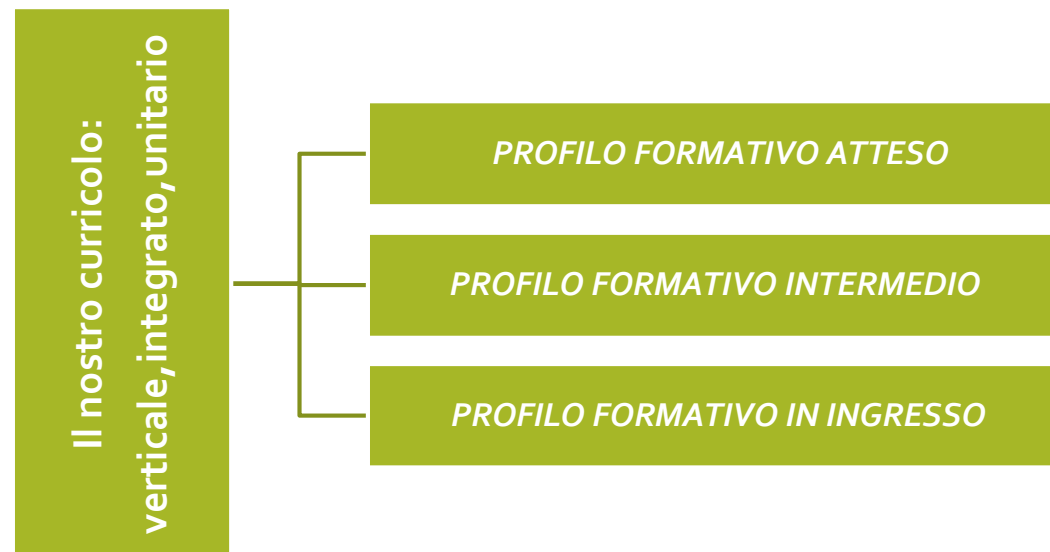 Il nostro curricolo:
verticale,integrato,unitario
PROFILO FORMATIVO ATTESO
PROFILO FORMATIVO INTERMEDIO
PROFILO FORMATIVO IN INGRESSO